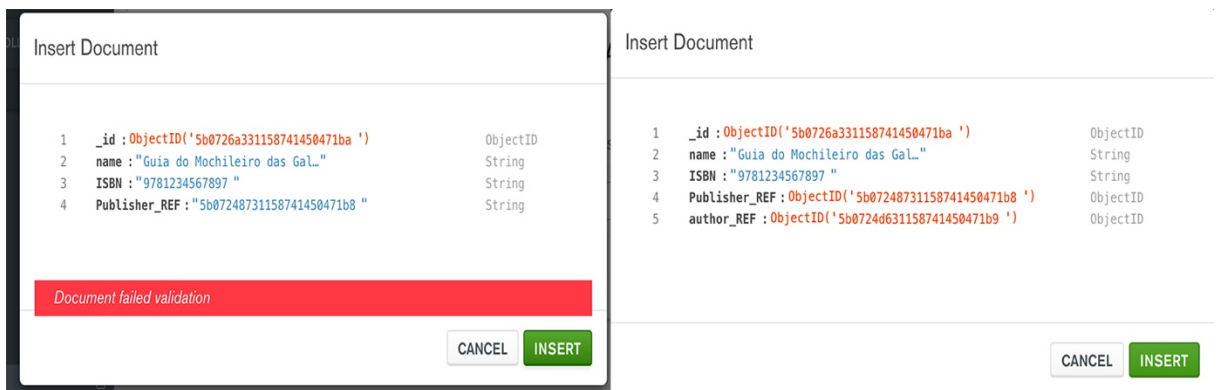 Insert Document
1 _id : ObjectID('5b0726a331158741450471ba ') ObjectID
2 name : "Guia do Mochileiro das Gal…" String
3 ISBN : "9781234567897 " String
4 Publisher_REF : "5b07248731158741450471b8 " String
Document failed validation
CANCEL INSERT
Insert Document
1 _id : ObjectID('5b0726a331158741450471ba ') ObjectID
2 name : "Guia do Mochileiro das Gal…" String
3 ISBN : "9781234567897 " String
4 Publisher_REF : ObjectID('5b07248731158741450471b8 ') ObjectID
5 author_REF : ObjectID('5b0724d631158741450471b9 ') ObjectID
CANCEL INSERT